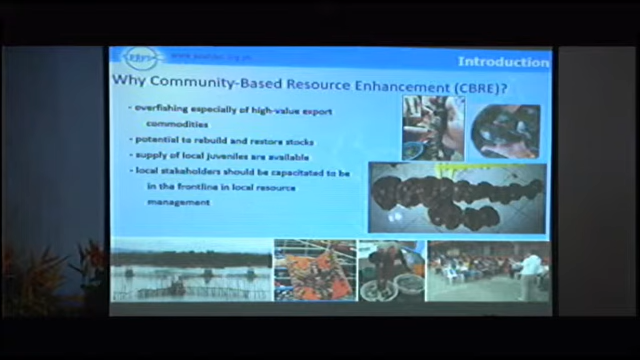 Introduction
Why Community-Based Resource Enhancement (CBRE)?
- overfishing especially of high-value export
commodities
- potential to rebuild and restore stocks
- supply of local juveniles are available
- local stakeholders should be capacitated to be
in the frontline in local resource
management